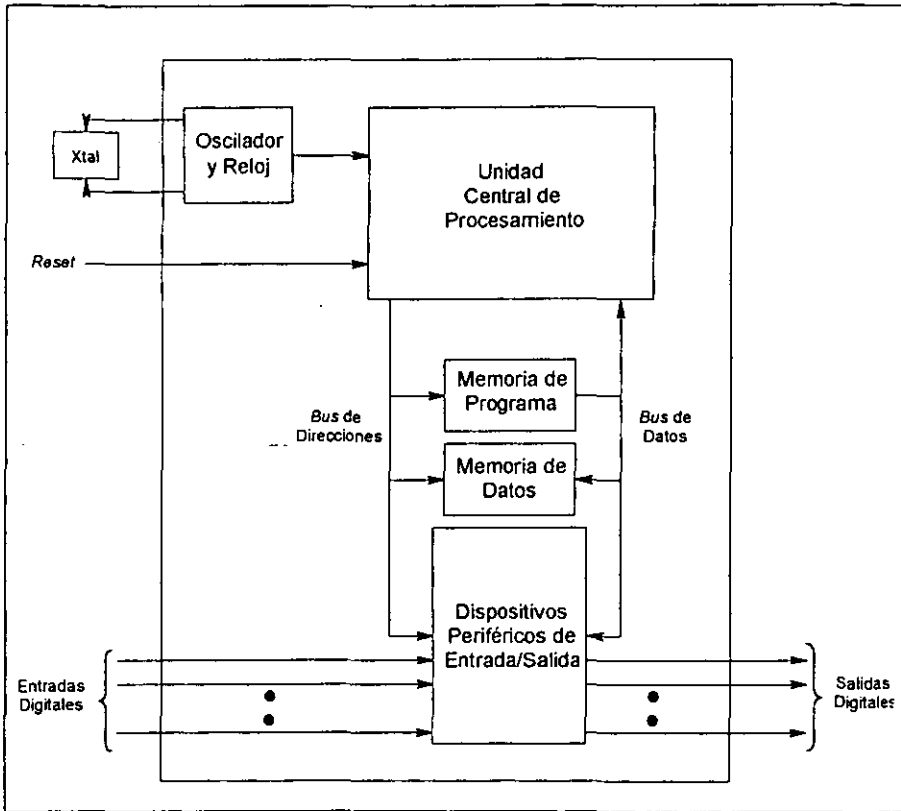 Xtal
Oscilador
y Reloj
Unidad
Central de
Procesamiento
Reset
Memoria de
Programa
Bus de
Direcciones
Bus de
Datos
Memoria de
Datos
Dispositivos
Periféricos de
Entrada/Salida
Entradas
Digitales
Salidas
Digitales